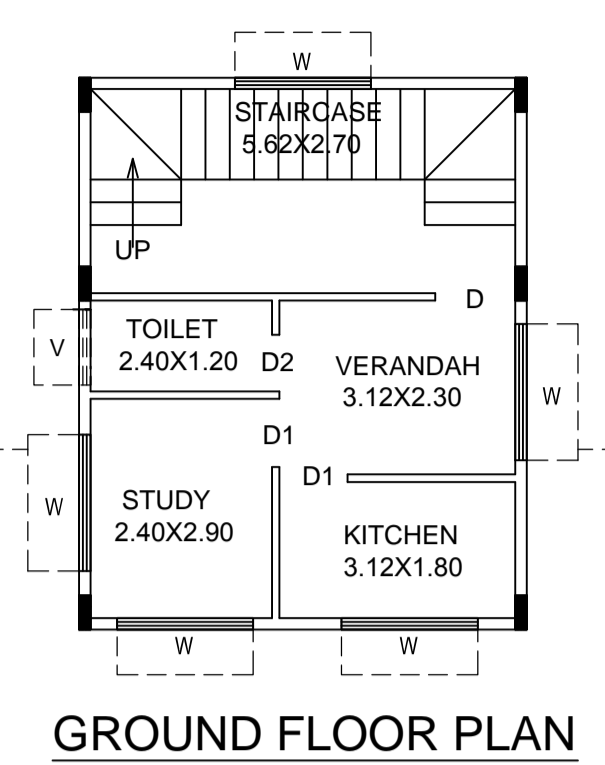 W
STAIRCASE
5.62X2.70
UP
D
TOILET
2.40X1.20
V
D2
VERANDAH
3.12X2.30
W
D1
D1
STUDY
2.40X2.90
W
KITCHEN
3.12X1.80
W
W
GROUND FLOOR PLAN